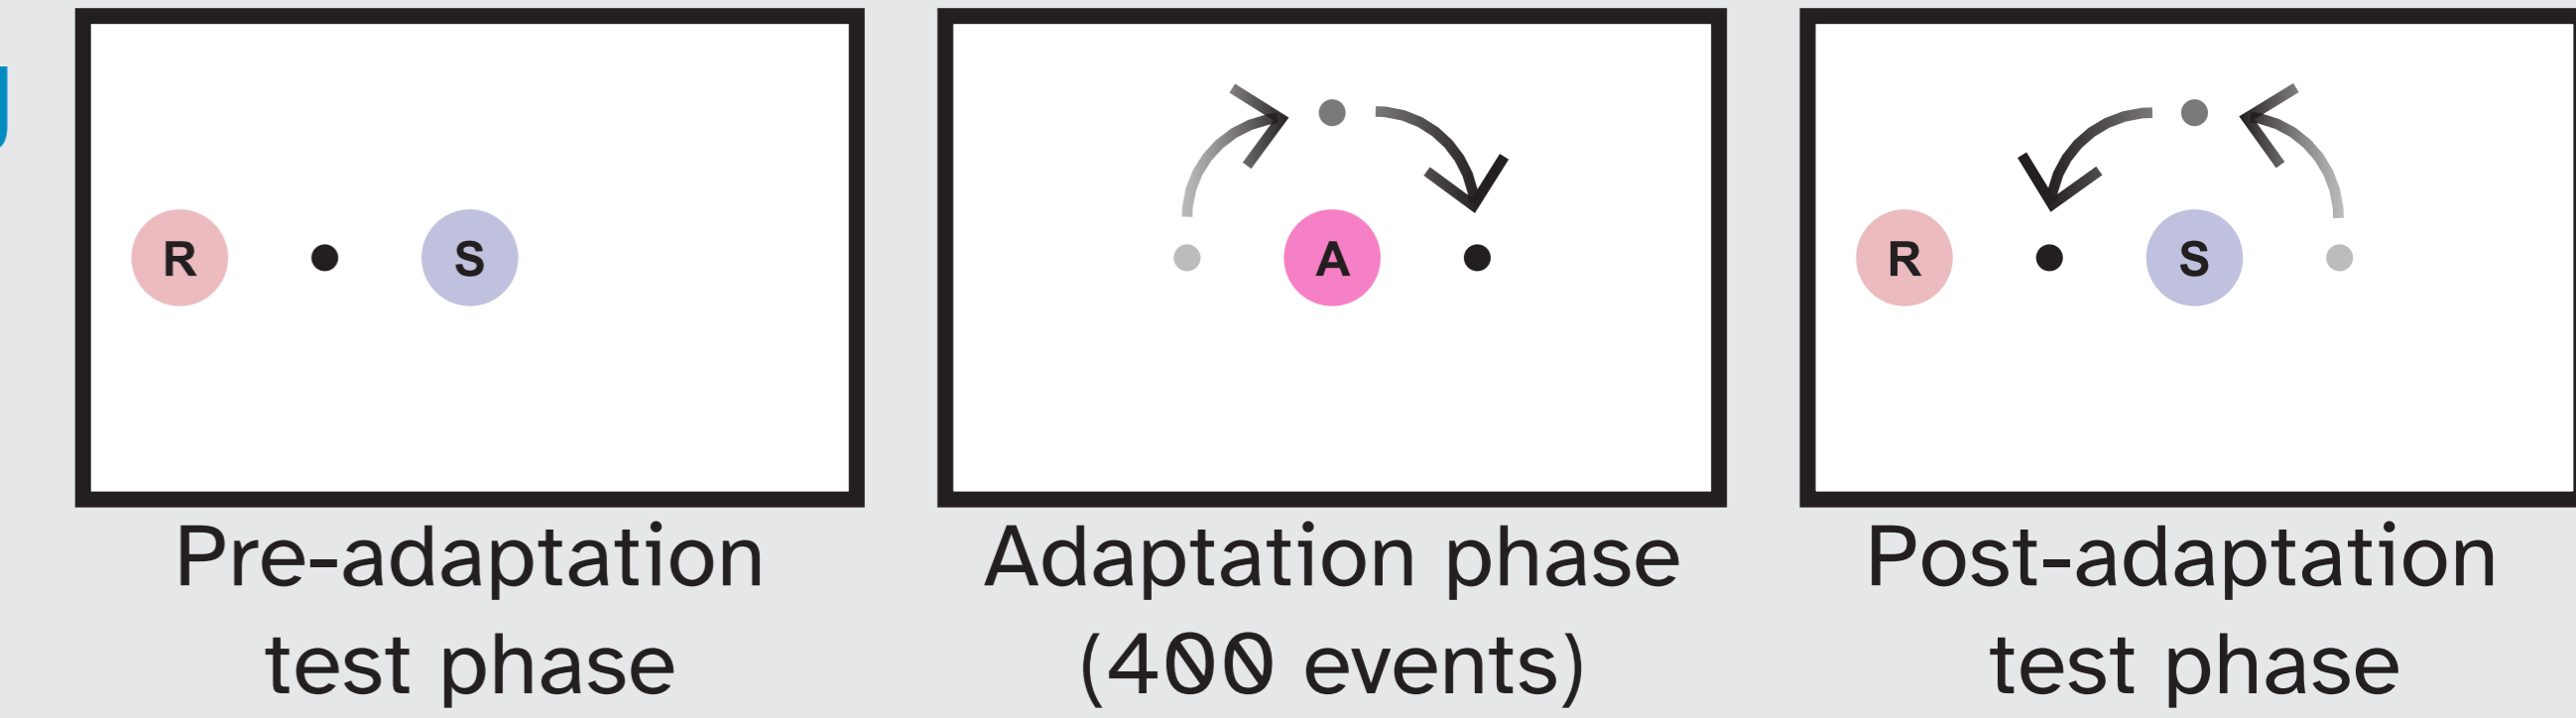 R S
A
R S
Pre-adaptation
test phase
Adaptation phase
(400 events)
Post-adaptation
test phase